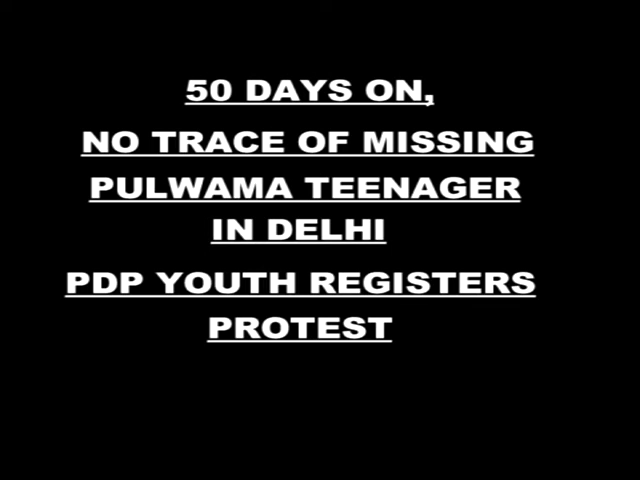 50 DAYS ON,
NO TRACE OF MISSING
PULWAMA TEENAGER
IN DELHI
PDP YOUTH REGISTERS
PROTEST